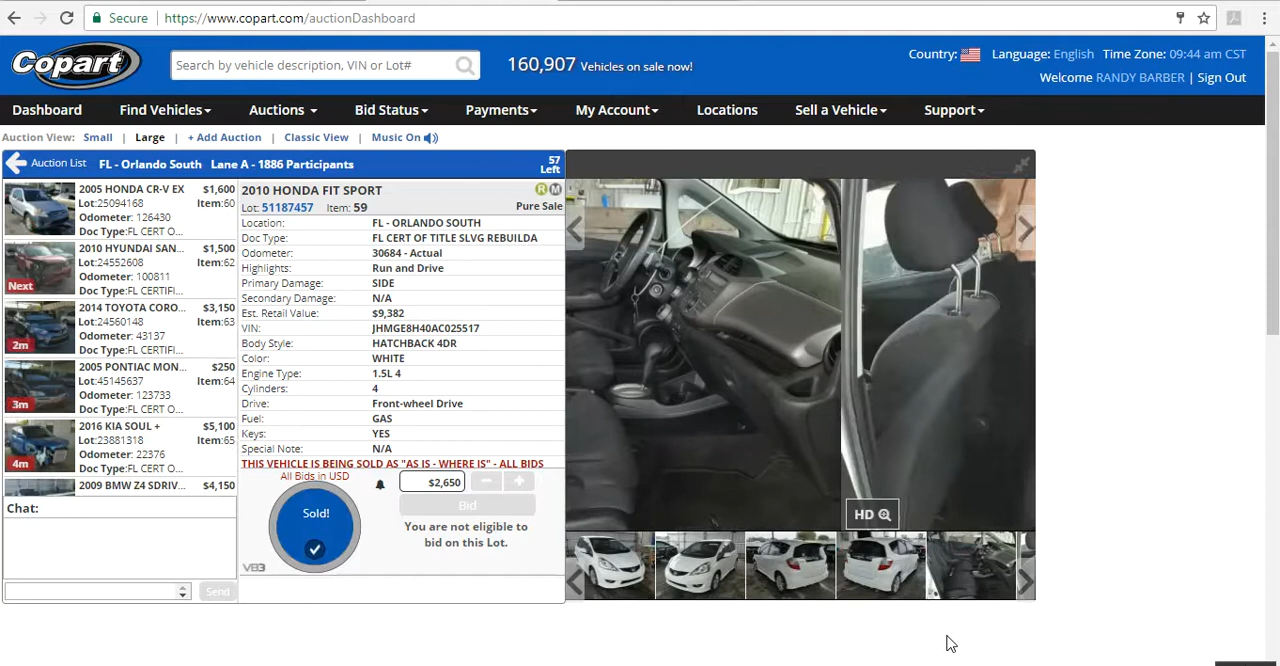 Secure https://www.copart.com/auctionDashboard
Copart
Search by vehicle description, VIN or Lot#
160,907 Vehicles on sale now!
Country: Language: English Time Zone: 09:44 am CST
Welcome RANDY BARBER | Sign Out
Dashboard Find Vehicles Auctions Bid Status Payments My Account Locations Sell a Vehicle Support
Auction View: Small | Large | + Add Auction | Classic View | Music On
Auction List FL - Orlando South Lane A - 1886 Participants 57 Left
2005 HONDA CR-V EX $1,600
Lot:25094168 Item:60
Odometer: 126430
Doc Type:FL CERT O...
2010 HYUNDAI SAN... $1,500
Lot:24552608 Item:62
Odometer: 100811
Doc Type:FL CERTIFI...
Next
2014 TOYOTA CORO... $3,150
Lot:24560148 Item:63
Odometer: 43137
Doc Type:FL CERTIFI...
2m
2005 PONTIAC MON... $250
Lot:45145637 Item:64
Odometer: 123733
Doc Type:FL CERT O...
3m
2016 KIA SOUL + $5,100
Lot:23881318 Item:65
Odometer: 22376
Doc Type:FL CERT O...
4m
2009 BMW Z4 SDRIV... $4,150
Chat:
Send
2010 HONDA FIT SPORT R M
Lot: 51187457 Item: 59 Pure Sale
Location: FL - ORLANDO SOUTH
Doc Type: FL CERT OF TITLE SLVG REBUILDA
Odometer: 30684 - Actual
Highlights: Run and Drive
Primary Damage: SIDE
Secondary Damage: N/A
Est. Retail Value: $9,382
VIN: JHMGE8H40AC025517
Body Style: HATCHBACK 4DR
Color: WHITE
Engine Type: 1.5L 4
Cylinders: 4
Drive: Front-wheel Drive
Fuel: GAS
Keys: YES
Special Note: N/A
THIS VEHICLE IS BEING SOLD AS "AS IS - WHERE IS" - ALL BIDS
All Bids in USD
Sold!
VB3
$2,650
Bid
You are not eligible to
bid on this Lot.
HD